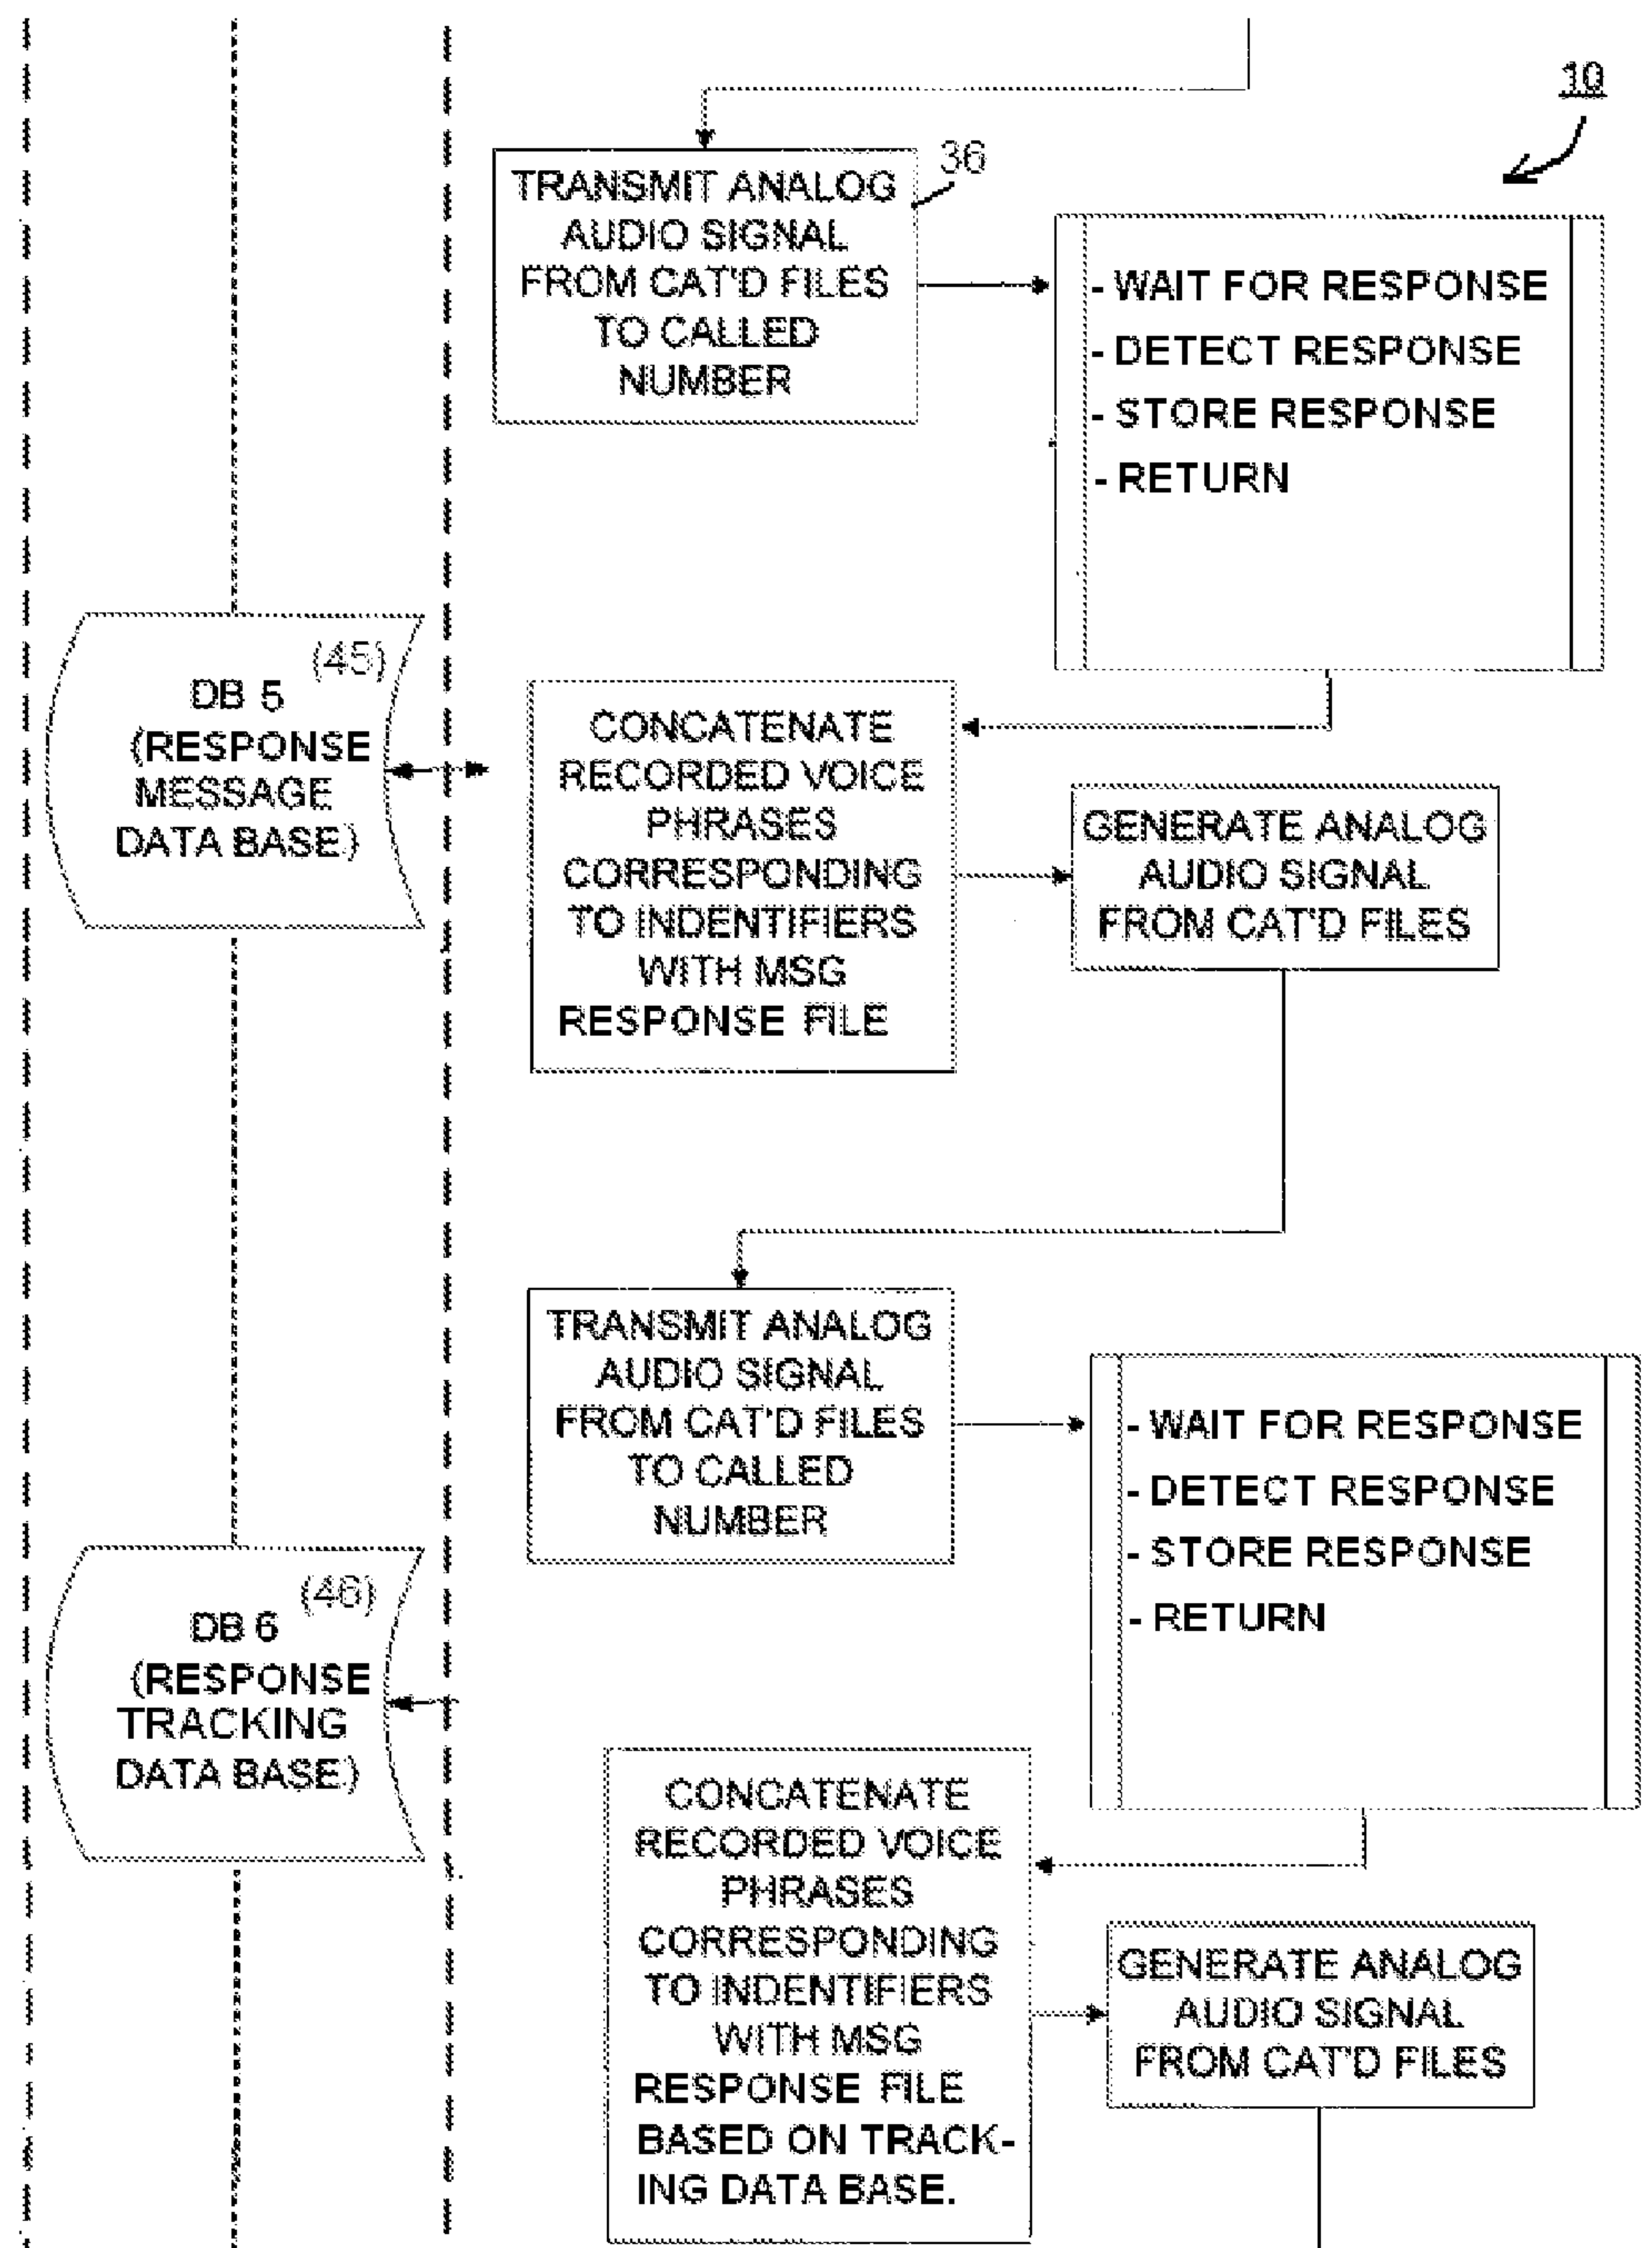 10
36
TRANSMIT ANALOG
AUDIO SIGNAL
FROM CAT'D FILES
TO CALLED
NUMBER
- WAIT FOR RESPONSE
- DETECT RESPONSE
- STORE RESPONSE
- RETURN
(45)
DB 5
(RESPONSE
MESSAGE
DATA BASE)
CONCATENATE
RECORDED VOICE
PHRASES
CORRESPONDING
TO INDENTIFIERS
WITH MSG
RESPONSE FILE
GENERATE ANALOG
AUDIO SIGNAL
FROM CAT'D FILES
TRANSMIT ANALOG
AUDIO SIGNAL
FROM CAT'D FILES
TO CALLED
NUMBER
- WAIT FOR RESPONSE
- DETECT RESPONSE
- STORE RESPONSE
- RETURN
(46)
DB 6
(RESPONSE
TRACKING
DATA BASE)
CONCATENATE
RECORDED VOICE
PHRASES
CORRESPONDING
TO INDENTIFIERS
WITH MSG
RESPONSE FILE
BASED ON TRACK-
ING DATA BASE.
GENERATE ANALOG
AUDIO SIGNAL
FROM CAT'D FILES